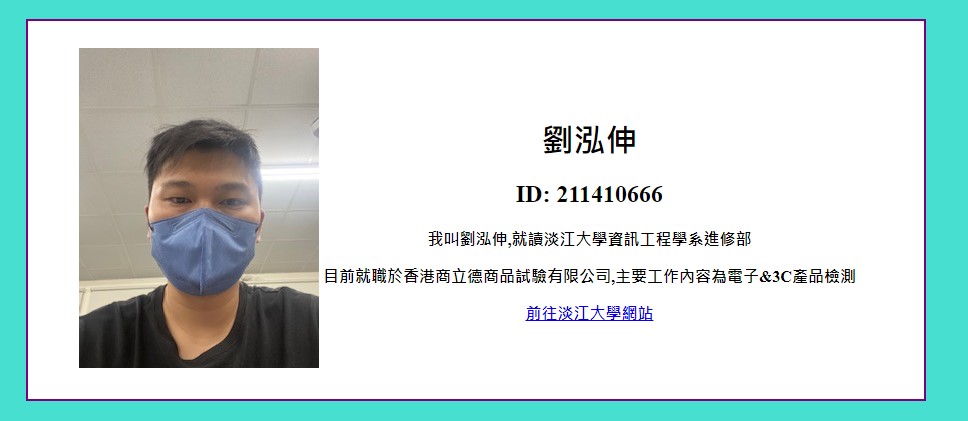 劉泓伸
ID: 211410666
我叫劉泓伸,就讀淡江大學資訊工程學系進修部
目前就職於香港商立德商品試驗有限公司,主要工作內容為電子&3C產品檢測
前往淡江大學網站